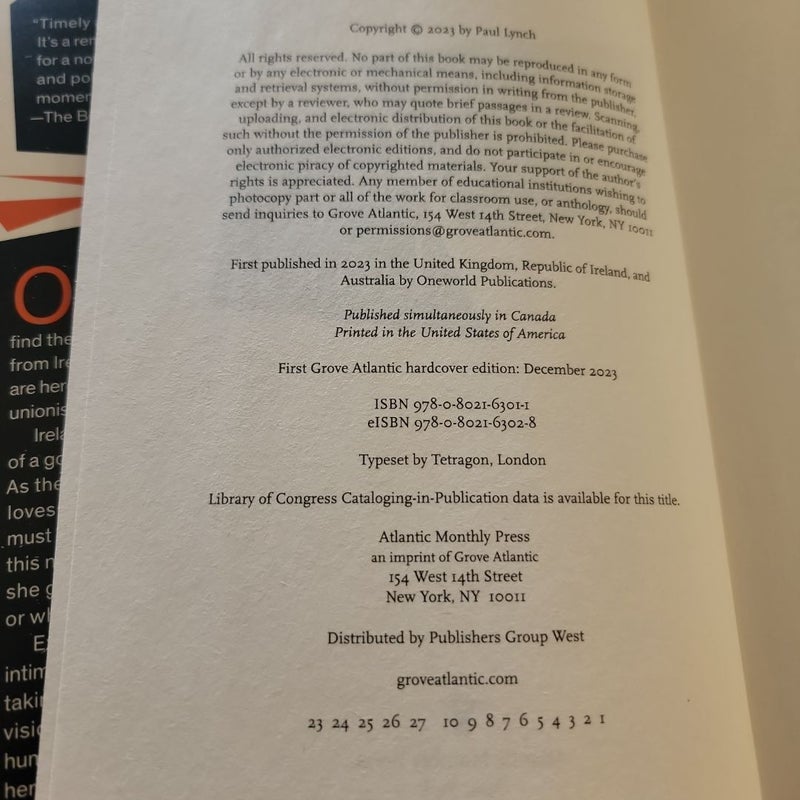 "Timely
It's a
for a no
and po
momen
—The B
O
find the
from Ire
are her
unionis
Irela
of a go
As the
loves
must
this n
she g
or wh
E
intim
takin
visio
hum
her
Copyright © 2023 by Paul Lynch
All rights reserved. No part of this book may be reproduced in any form
or by any electronic or mechanical means, including information storage
and retrieval systems, without permission in writing from the publisher,
except by a reviewer, who may quote brief passages in a review. Scanning,
uploading, and electronic distribution of this book or the facilitation of
such without the permission of the publisher is prohibited. Please purchase
only authorized electronic editions, and do not participate in or encourage
electronic piracy of copyrighted materials. Your support of the author's
rights is appreciated. Any member of educational institutions wishing to
photocopy part or all of the work for classroom use, or anthology, should
send inquiries to Grove Atlantic, 154 West 14th Street, New York, NY 10011
or permissions@groveatlantic.com.
First published in 2023 in the United Kingdom, Republic of Ireland, and
Australia by Oneworld Publications.
Published simultaneously in Canada
Printed in the United States of America
First Grove Atlantic hardcover edition: December 2023
ISBN 978-0-8021-6301-1
eISBN 978-0-8021-6302-8
Typeset by Tetragon, London
Library of Congress Cataloging-in-Publication data is available for this title.
Atlantic Monthly Press
an imprint of Grove Atlantic
154 West 14th Street
New York, NY 10011
Distributed by Publishers Group West
groveatlantic.com
23 24 25 26 27 10 9 8 7 6 5 4 3 2 1